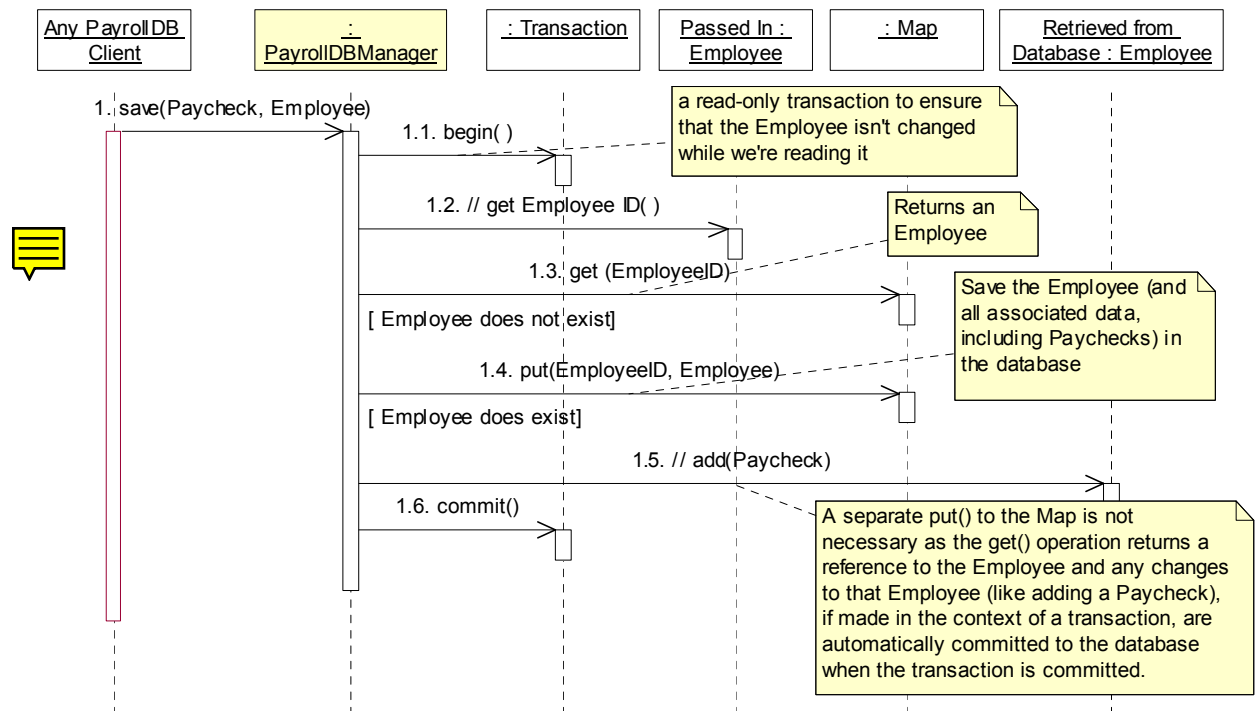 Any PayrollDB
Client
:
PayrollDBManager
: Transaction
Passed In :
Employee
: Map
Retrieved from
Database : Employee
1. save(Paycheck, Employee)
a read-only transaction to ensure
that the Employee isn't changed
while we're reading it
1.1. begin( )
1.2. // get Employee ID( )
Returns an
Employee
1.3. get (EmployeeID)
[ Employee does not exist]
Save the Employee (and
all associated data,
including Paychecks) in
the database
1.4. put(EmployeeID, Employee)
[ Employee does exist]
1.5. // add(Paycheck)
1.6. commit()
A separate put() to the Map is not
necessary as the get() operation returns a
reference to the Employee and any changes
to that Employee (like adding a Paycheck),
if made in the context of a transaction, are
automatically committed to the database
when the transaction is committed.